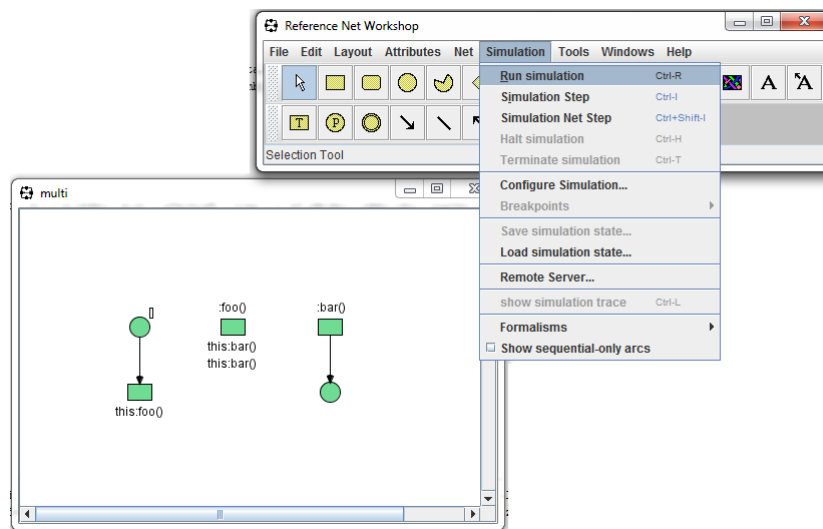 Reference Net Workshop
File Edit Layout Attributes Net Simulation Tools Windows Help
Run simulation Ctrl-R
Simulation Step Ctrl-I
Simulation Net Step Ctrl+Shift-I
Halt simulation Ctrl-H
Terminate simulation Ctrl-T
Configure Simulation...
Breakpoints
Save simulation state...
Load simulation state...
Remote Server...
show simulation trace Ctrl-L
Formalisms
Show sequential-only arcs
A A
T P
Selection Tool
multi
[]
:foo() :bar()
this:bar()
this:bar()
this:foo()